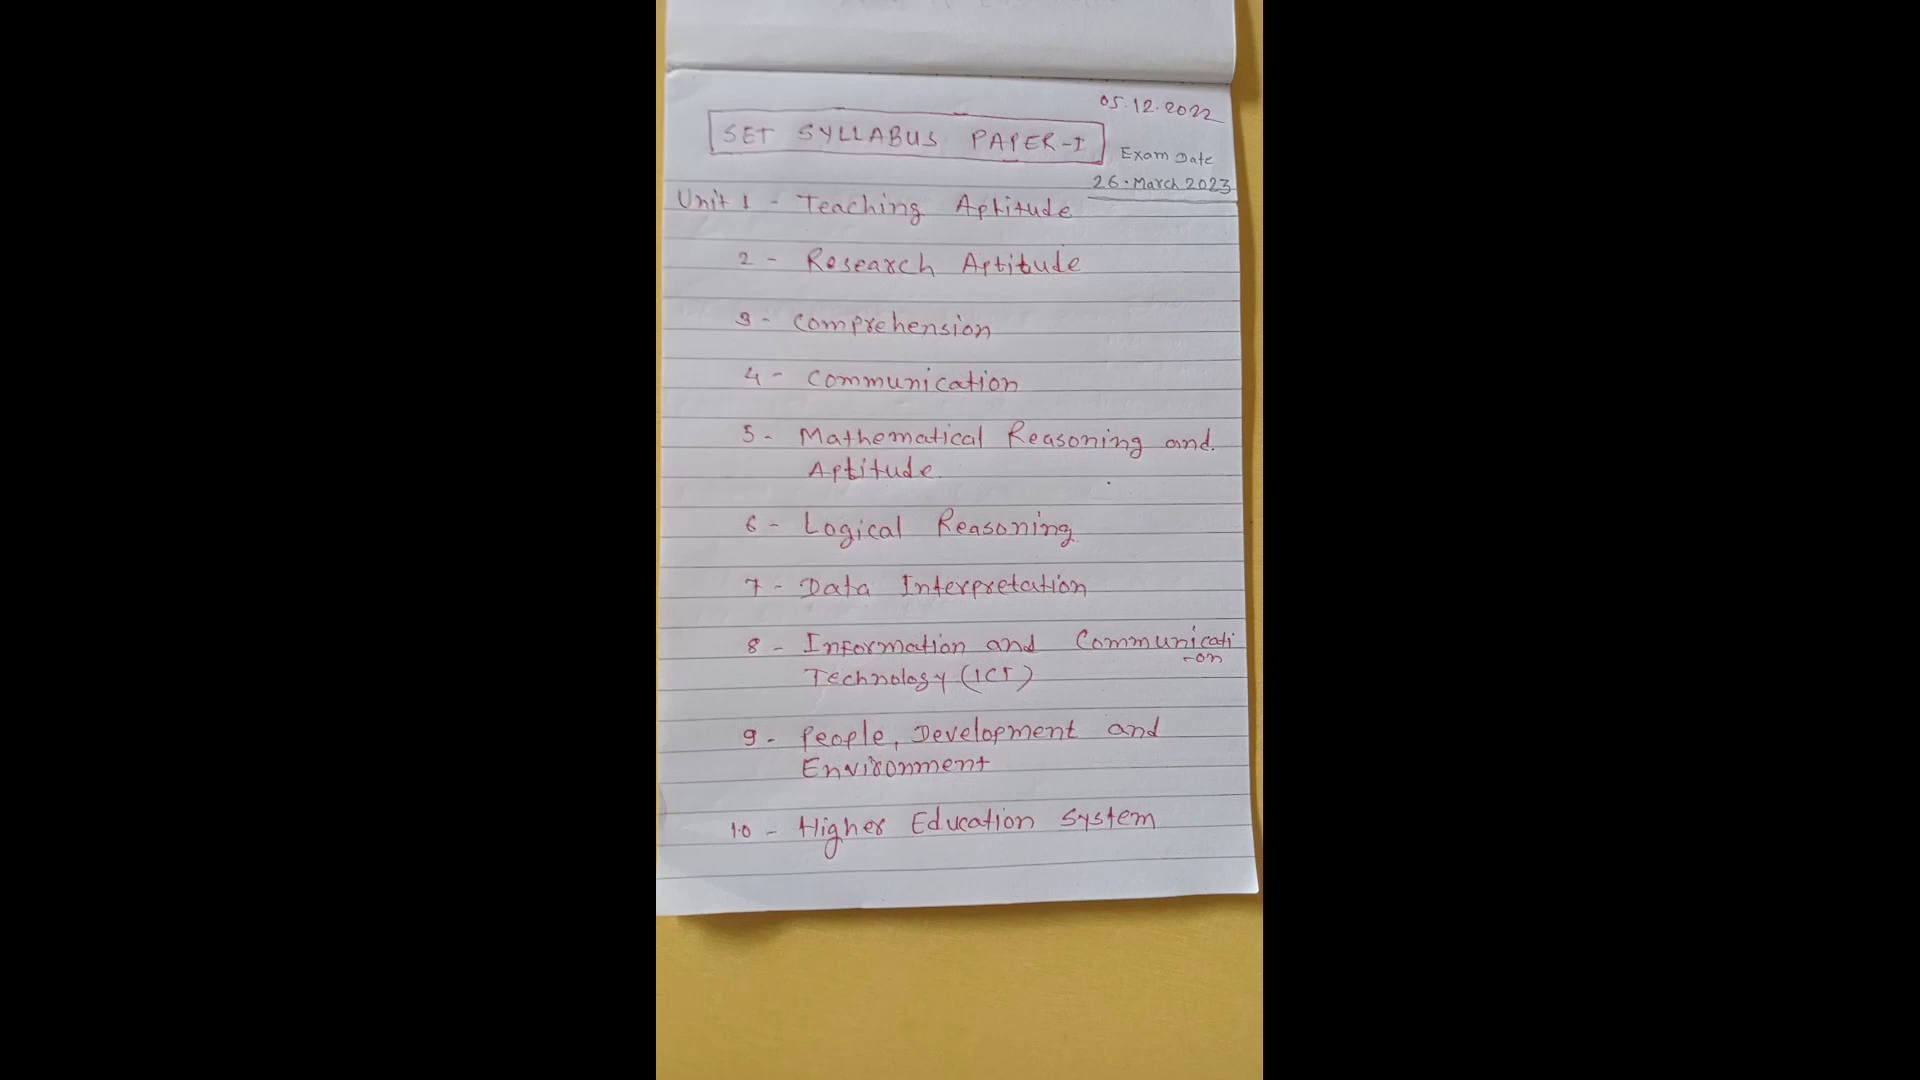 05.12.2022
SET SYLLABUS PAPER-I
Exam Date
26. March 2023
Unit 1 - Teaching Aptitude
2 - Research Aptitude
3 - Comprehension
4 - Communication
5 - Mathematical Reasoning and
Aptitude.
6 - Logical Reasoning
7 - Data Interpretation
8 - Information and Communicati
-on
Technology (ICT)
9 - People, Development and
Environment
10 - Higher Education System